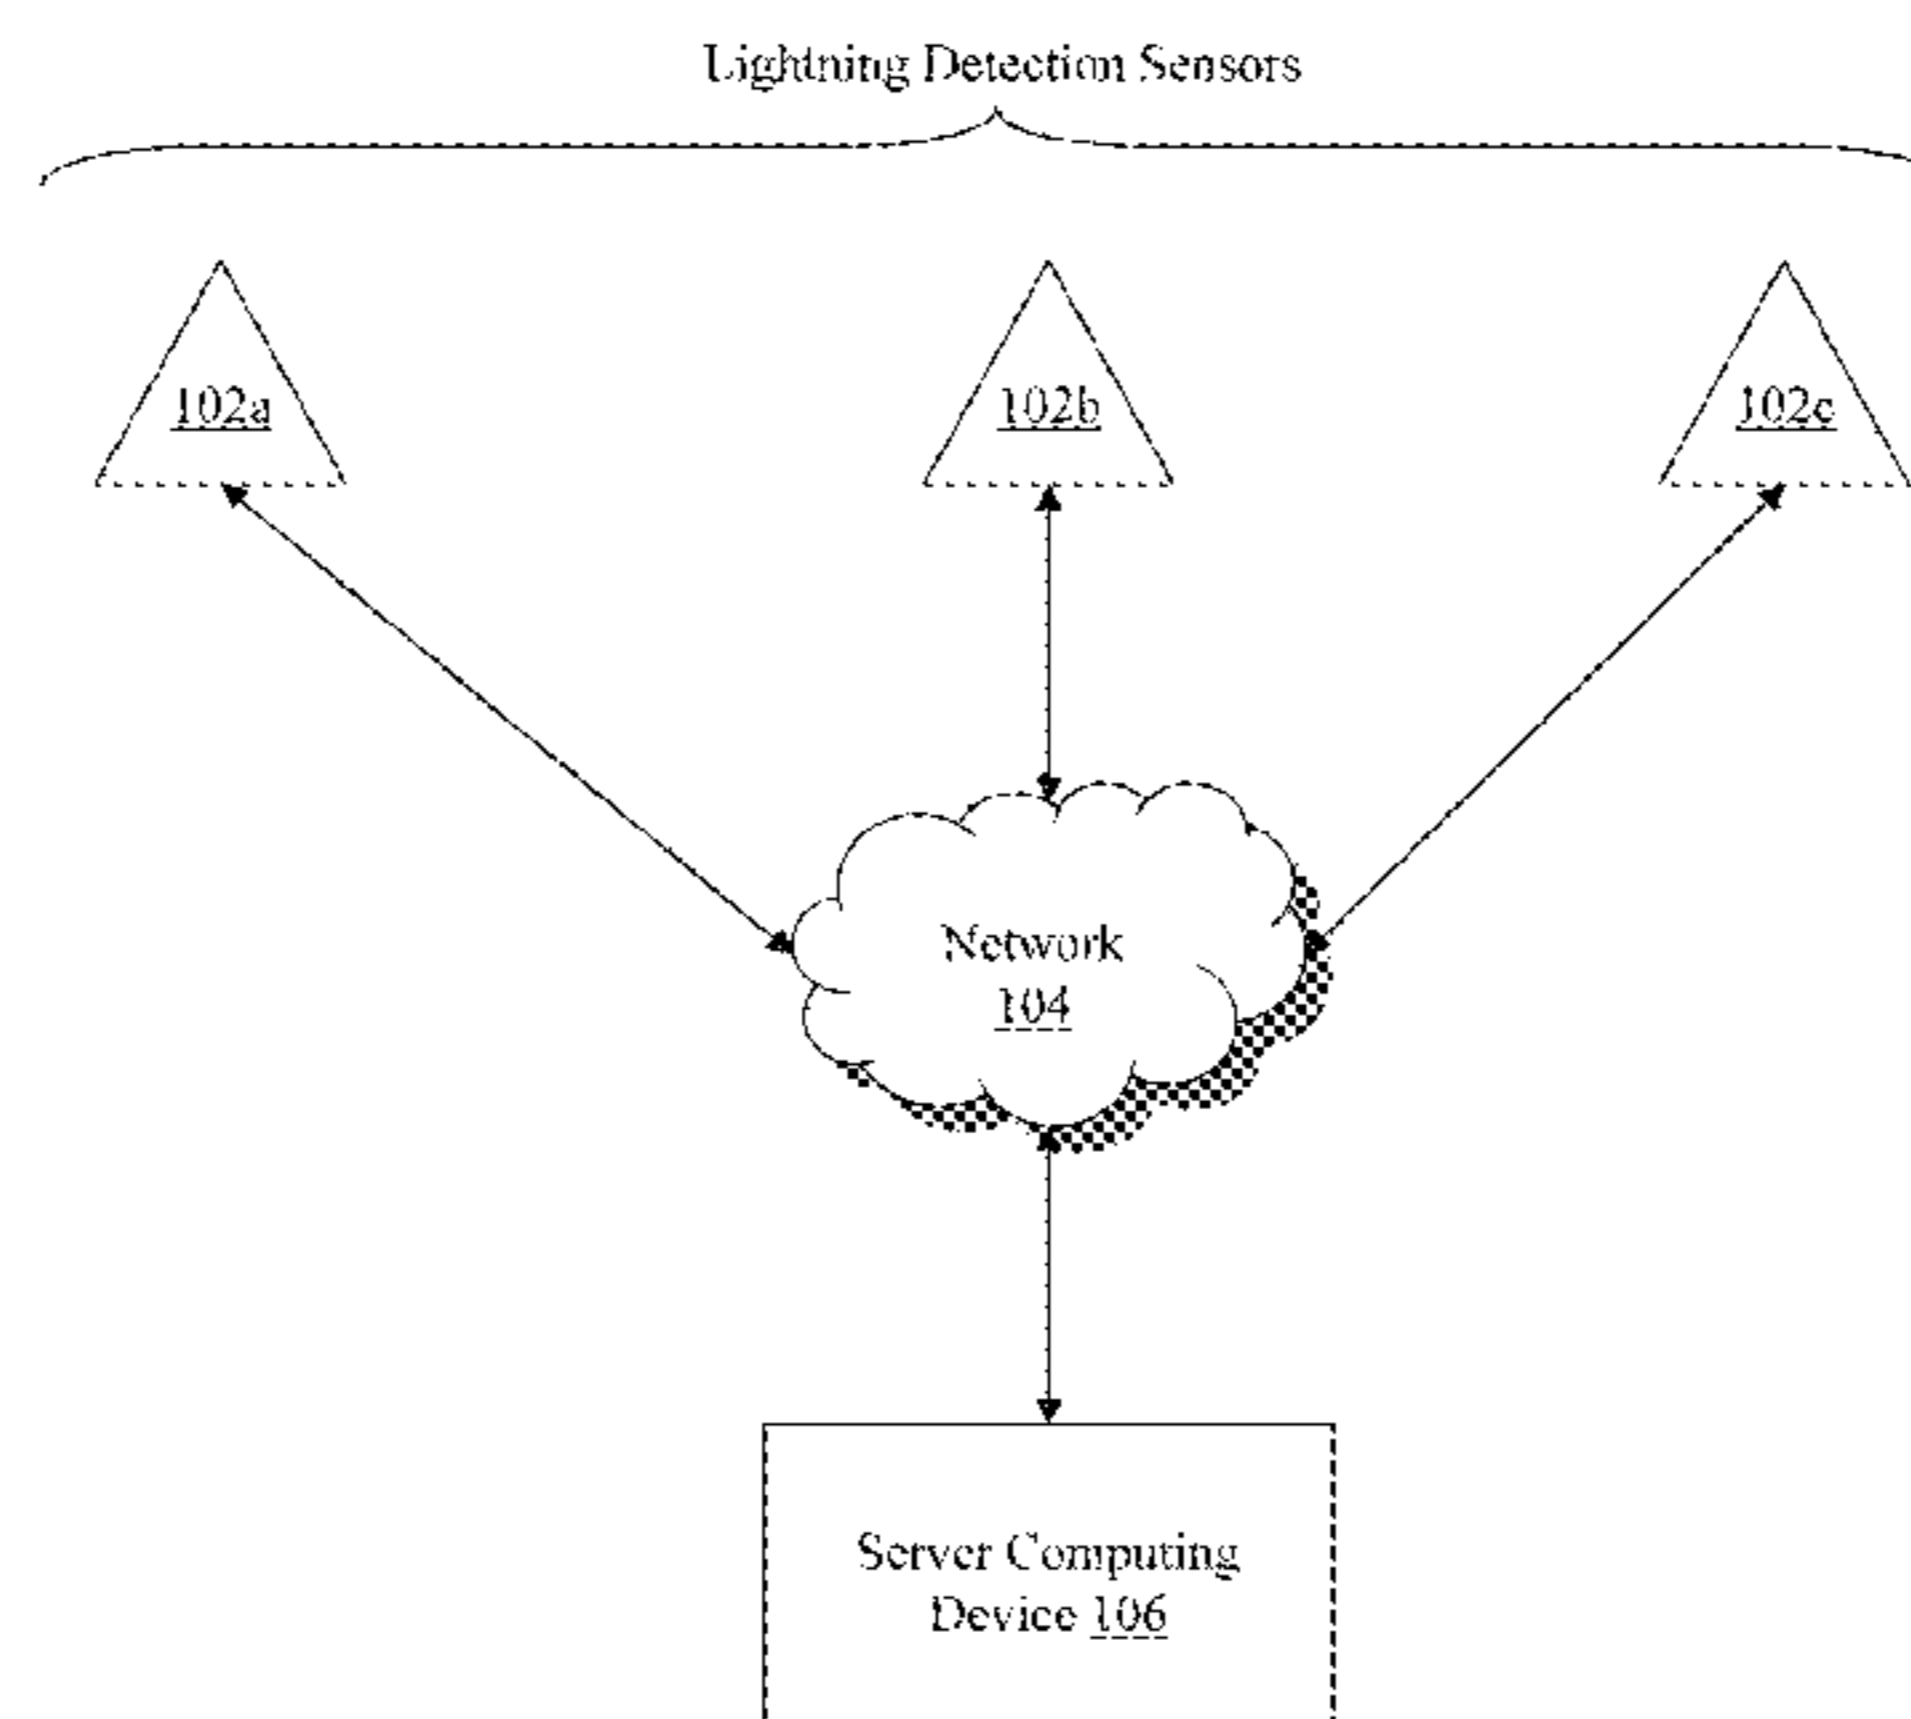 Lightning Detection Sensors
102a
102b
102c
Network
104
Server Computing
Device 106